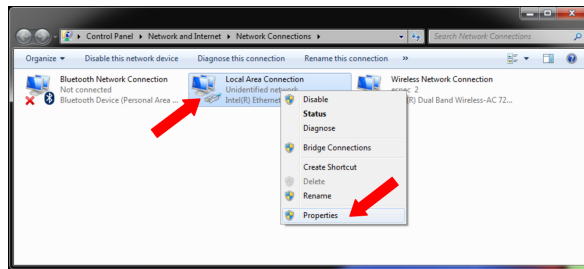 Control Panel ▸ Network and Internet ▸ Network Connections ▸
Search Network Connections
Organize
Disable this network device
Diagnose this connection
Rename this connection
»
Bluetooth Network Connection
Not connected
Bluetooth Device (Personal Area ...
Local Area Connection
Unidentified network
Intel(R) Ethernet
Wireless Network Connection
2
(R) Dual Band Wireless-AC 72...
Disable
Status
Diagnose
Bridge Connections
Create Shortcut
Delete
Rename
Properties